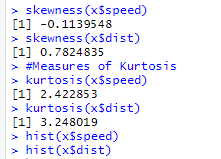 > skewness(x$speed)
[1] -0.1139548
> skewness(x$dist)
[1] 0.7824835
> #Measures of Kurtosis
> kurtosis(x$speed)
[1] 2.422853
> kurtosis(x$dist)
[1] 3.248019
> hist(x$speed)
> hist(x$dist)